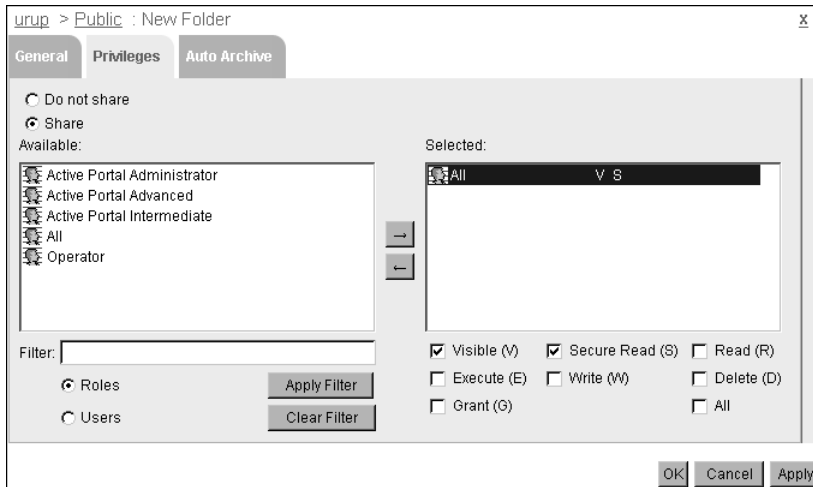 urup > Public : New Folder x
General Privileges Auto Archive
Do not share
Share
Available: Selected:
Active Portal Administrator
Active Portal Advanced
Active Portal Intermediate
All
Operator
All V S
→
←
Filter:
Visible (V) Secure Read (S) Read (R)
Roles Apply Filter Execute (E) Write (W) Delete (D)
Users Clear Filter Grant (G) All
OK Cancel Apply